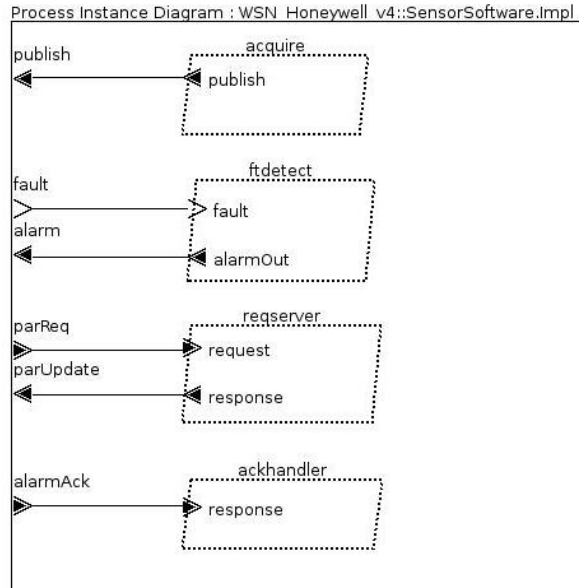 Process Instance Diagram : WSN_Honeywell_v4::SensorSoftware.Impl
acquire
publish
publish
ftdetect
fault
fault
alarm
alarmOut
reqserver
parReq
request
parUpdate
response
ackhandler
alarmAck
response